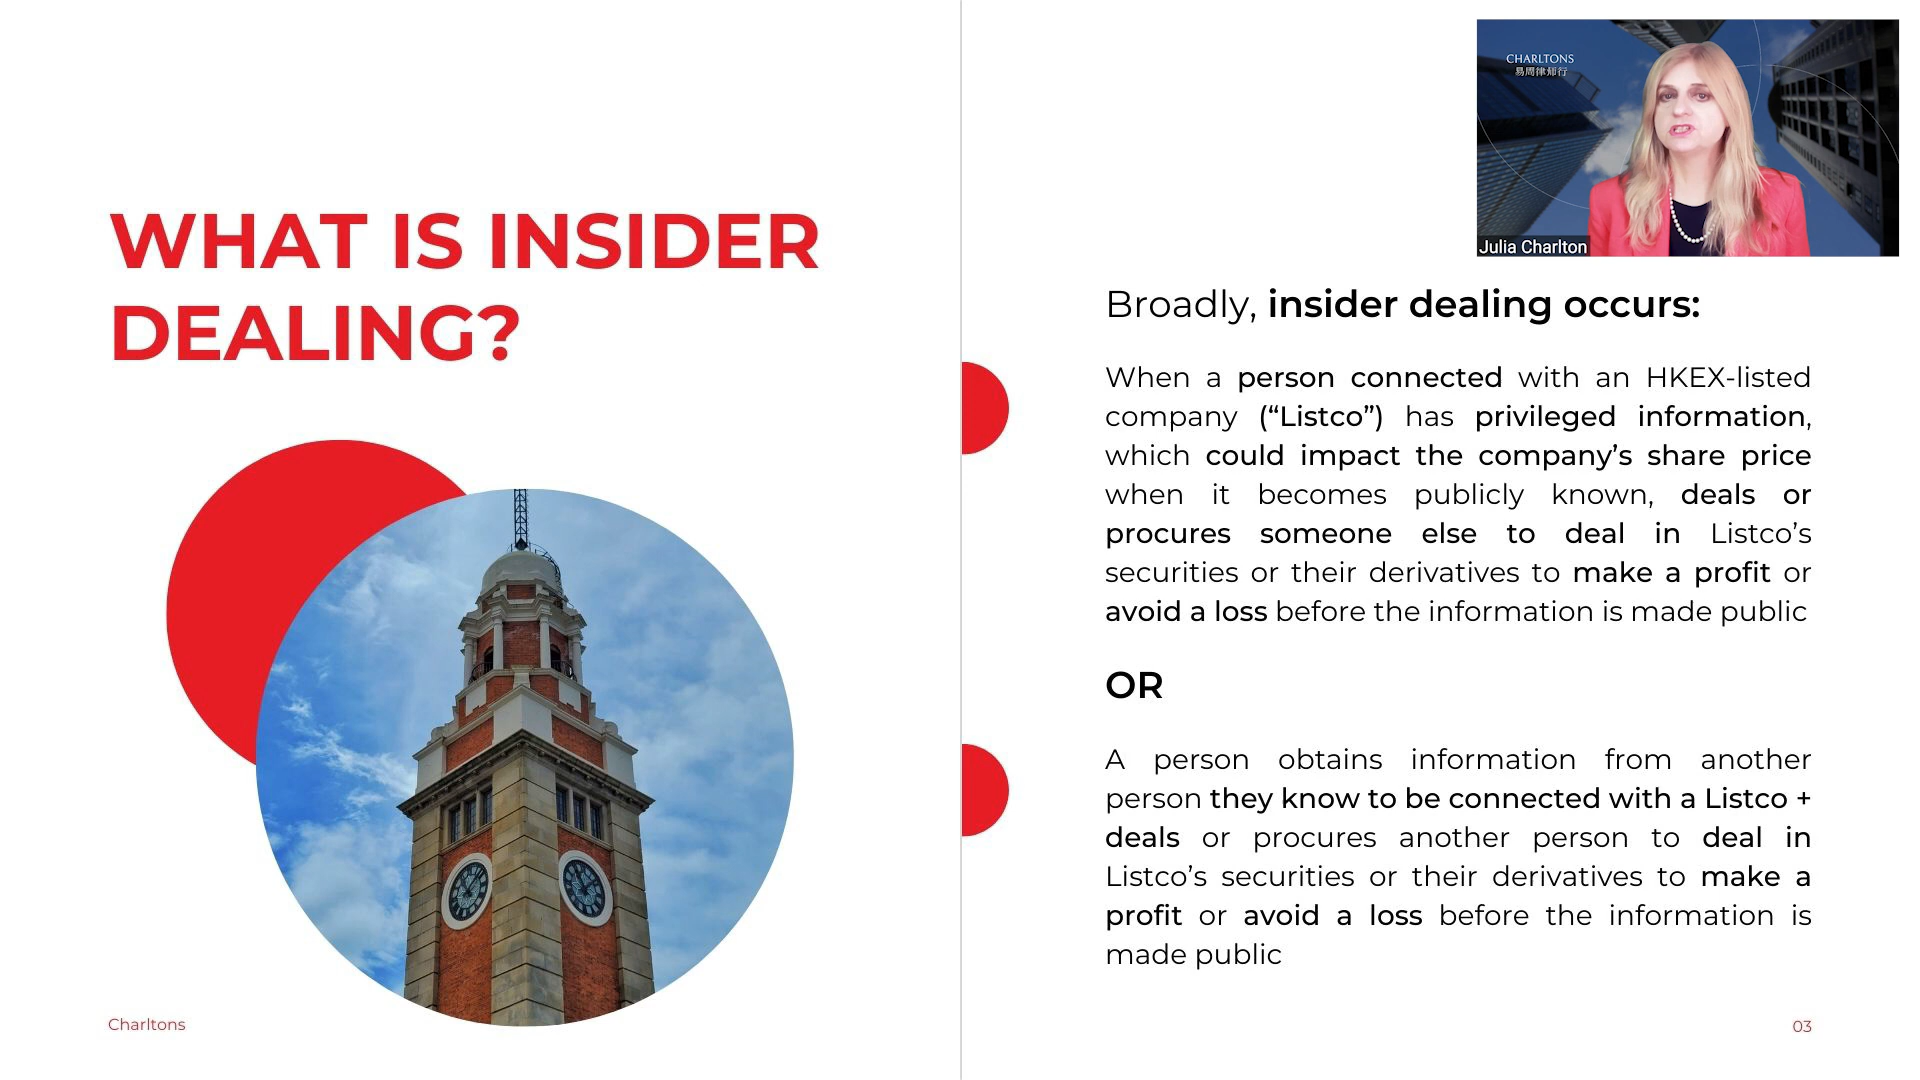 WHAT IS INSIDER
DEALING?
Charltons
CHARLTONS
易周律师行
Julia Charlton
Broadly, insider dealing occurs:
When a person connected with an HKEX-listed
company (“Listco”) has privileged information,
which could impact the company’s share price
when it becomes publicly known, deals or
procures someone else to deal in Listco’s
securities or their derivatives to make a profit or
avoid a loss before the information is made public
OR
A person obtains information from another
person they know to be connected with a Listco +
deals or procures another person to deal in
Listco’s securities or their derivatives to make a
profit or avoid a loss before the information is
made public
03